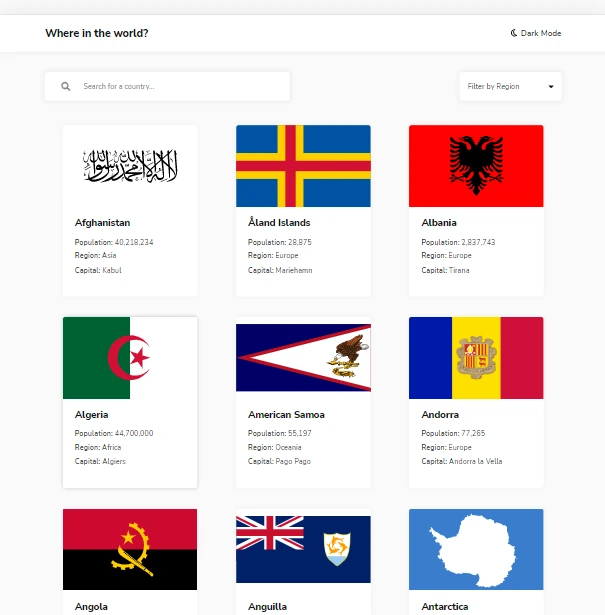 Where in the world?
Dark Mode
Search for a country...
Filter by Region
لا إله إلا الله محمد رسول الله
Afghanistan
Population: 40,218,234
Region: Asia
Capital: Kabul
Åland Islands
Population: 28,875
Region: Europe
Capital: Mariehamn
Albania
Population: 2,837,743
Region: Europe
Capital: Tirana
Algeria
Population: 44,700,000
Region: Africa
Capital: Algiers
American Samoa
Population: 55,197
Region: Oceania
Capital: Pago Pago
Andorra
Population: 77,265
Region: Europe
Capital: Andorra la Vella
Angola
Anguilla
Antarctica